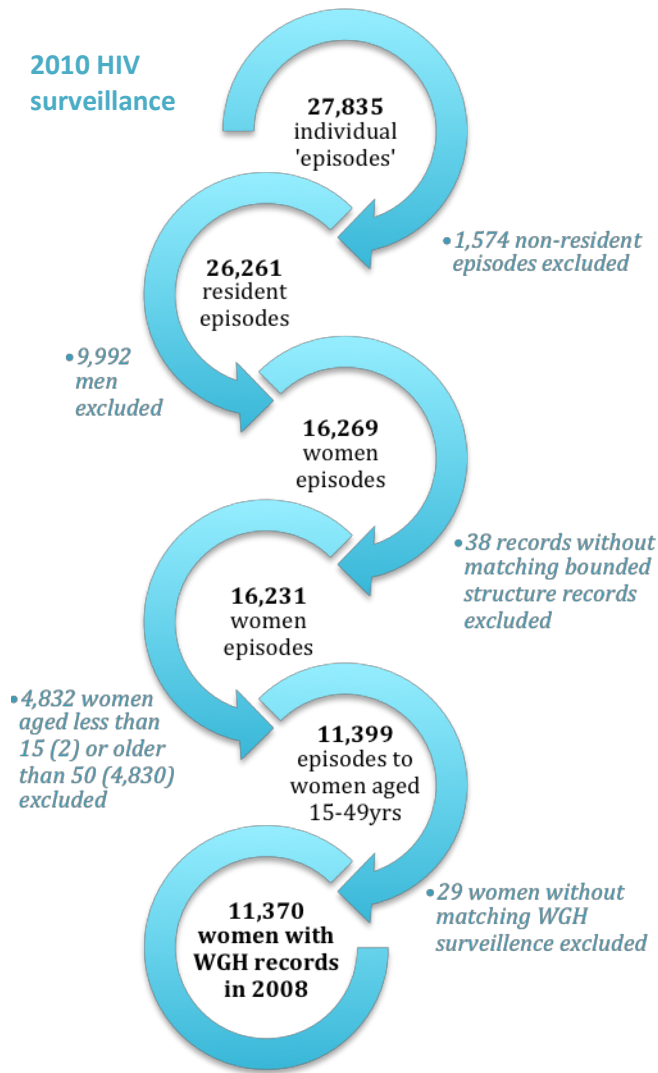 2010 HIV
surveillance
27,835
individual
'episodes'
•1,574 non-resident
episodes excluded
26,261
resident
episodes
•9,992
men
excluded
16,269
women
episodes
•38 records without
matching bounded
structure records
excluded
16,231
women
episodes
•4,832 women
aged less than
15 (2) or older
than 50 (4,830)
excluded
11,399
episodes to
women aged
15-49yrs
•29 women without
matching WGH
surveillence excluded
11,370
women with
WGH records
in 2008